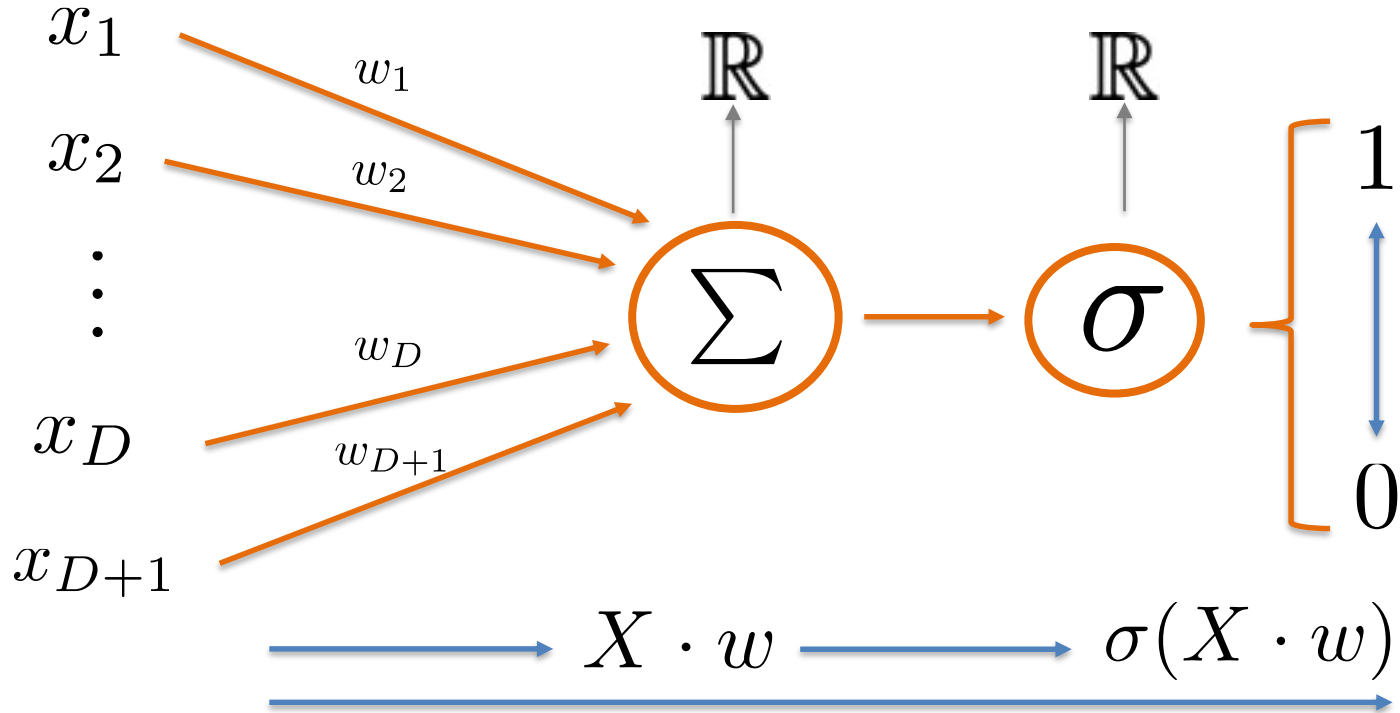 x_1
w_1
ℝ
ℝ
x_2
w_2
1
⋮
∑
σ
w_D
x_D
w_{D+1}
0
x_{D+1}
X · w
σ(X · w)